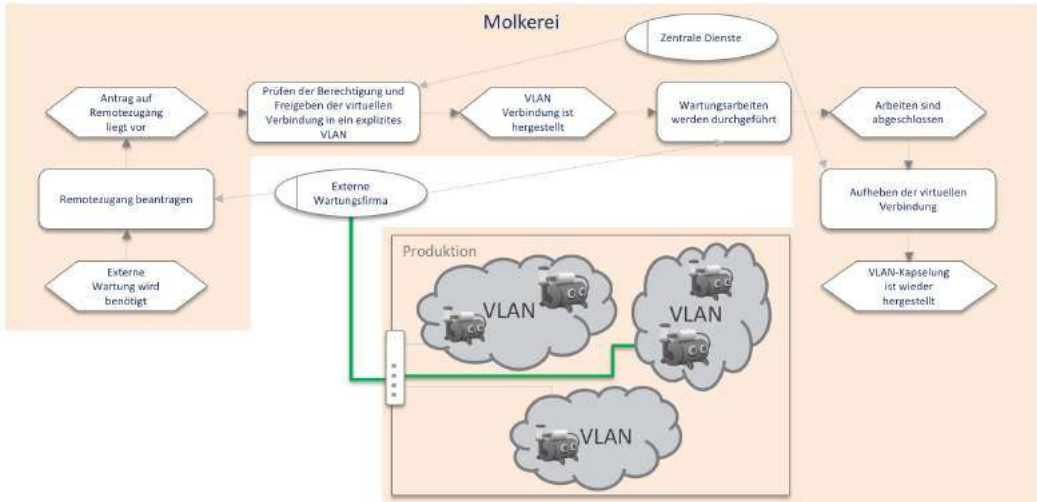 Molkerei
Zentrale Dienste
Antrag auf
Remotezugang
liegt vor
Prüfen der Berechtigung und
Freigeben der virtuellen
Verbindung in ein explizites
VLAN
VLAN
Verbindung ist
hergestellt
Wartungsarbeiten
werden durchgeführt
Arbeiten sind
abgeschlossen
Remotezugang beantragen
Externe
Wartungsfirma
Aufheben der virtuellen
Verbindung
Externe
Wartung wird
benötigt
Produktion
VLAN
VLAN
VLAN
VLAN-Kapselung
ist wieder
hergestellt